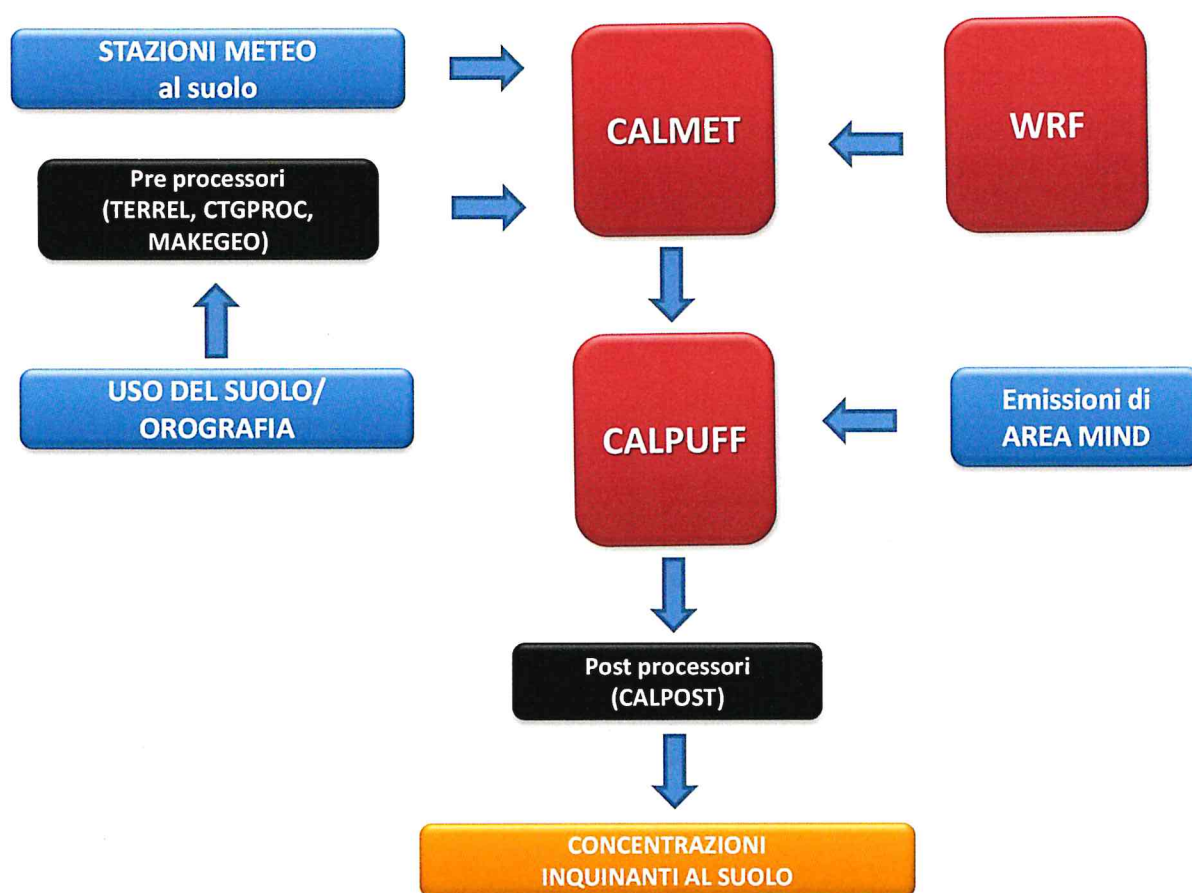 STAZIONI METEO
al suolo
CALMET
WRF
Pre processori
(TERREL, CTGPROC,
MAKEGEO)
USO DEL SUOLO/
OROGRAFIA
CALPUFF
Emissioni di
AREA MIND
Post processori
(CALPOST)
CONCENTRAZIONI
INQUINANTI AL SUOLO